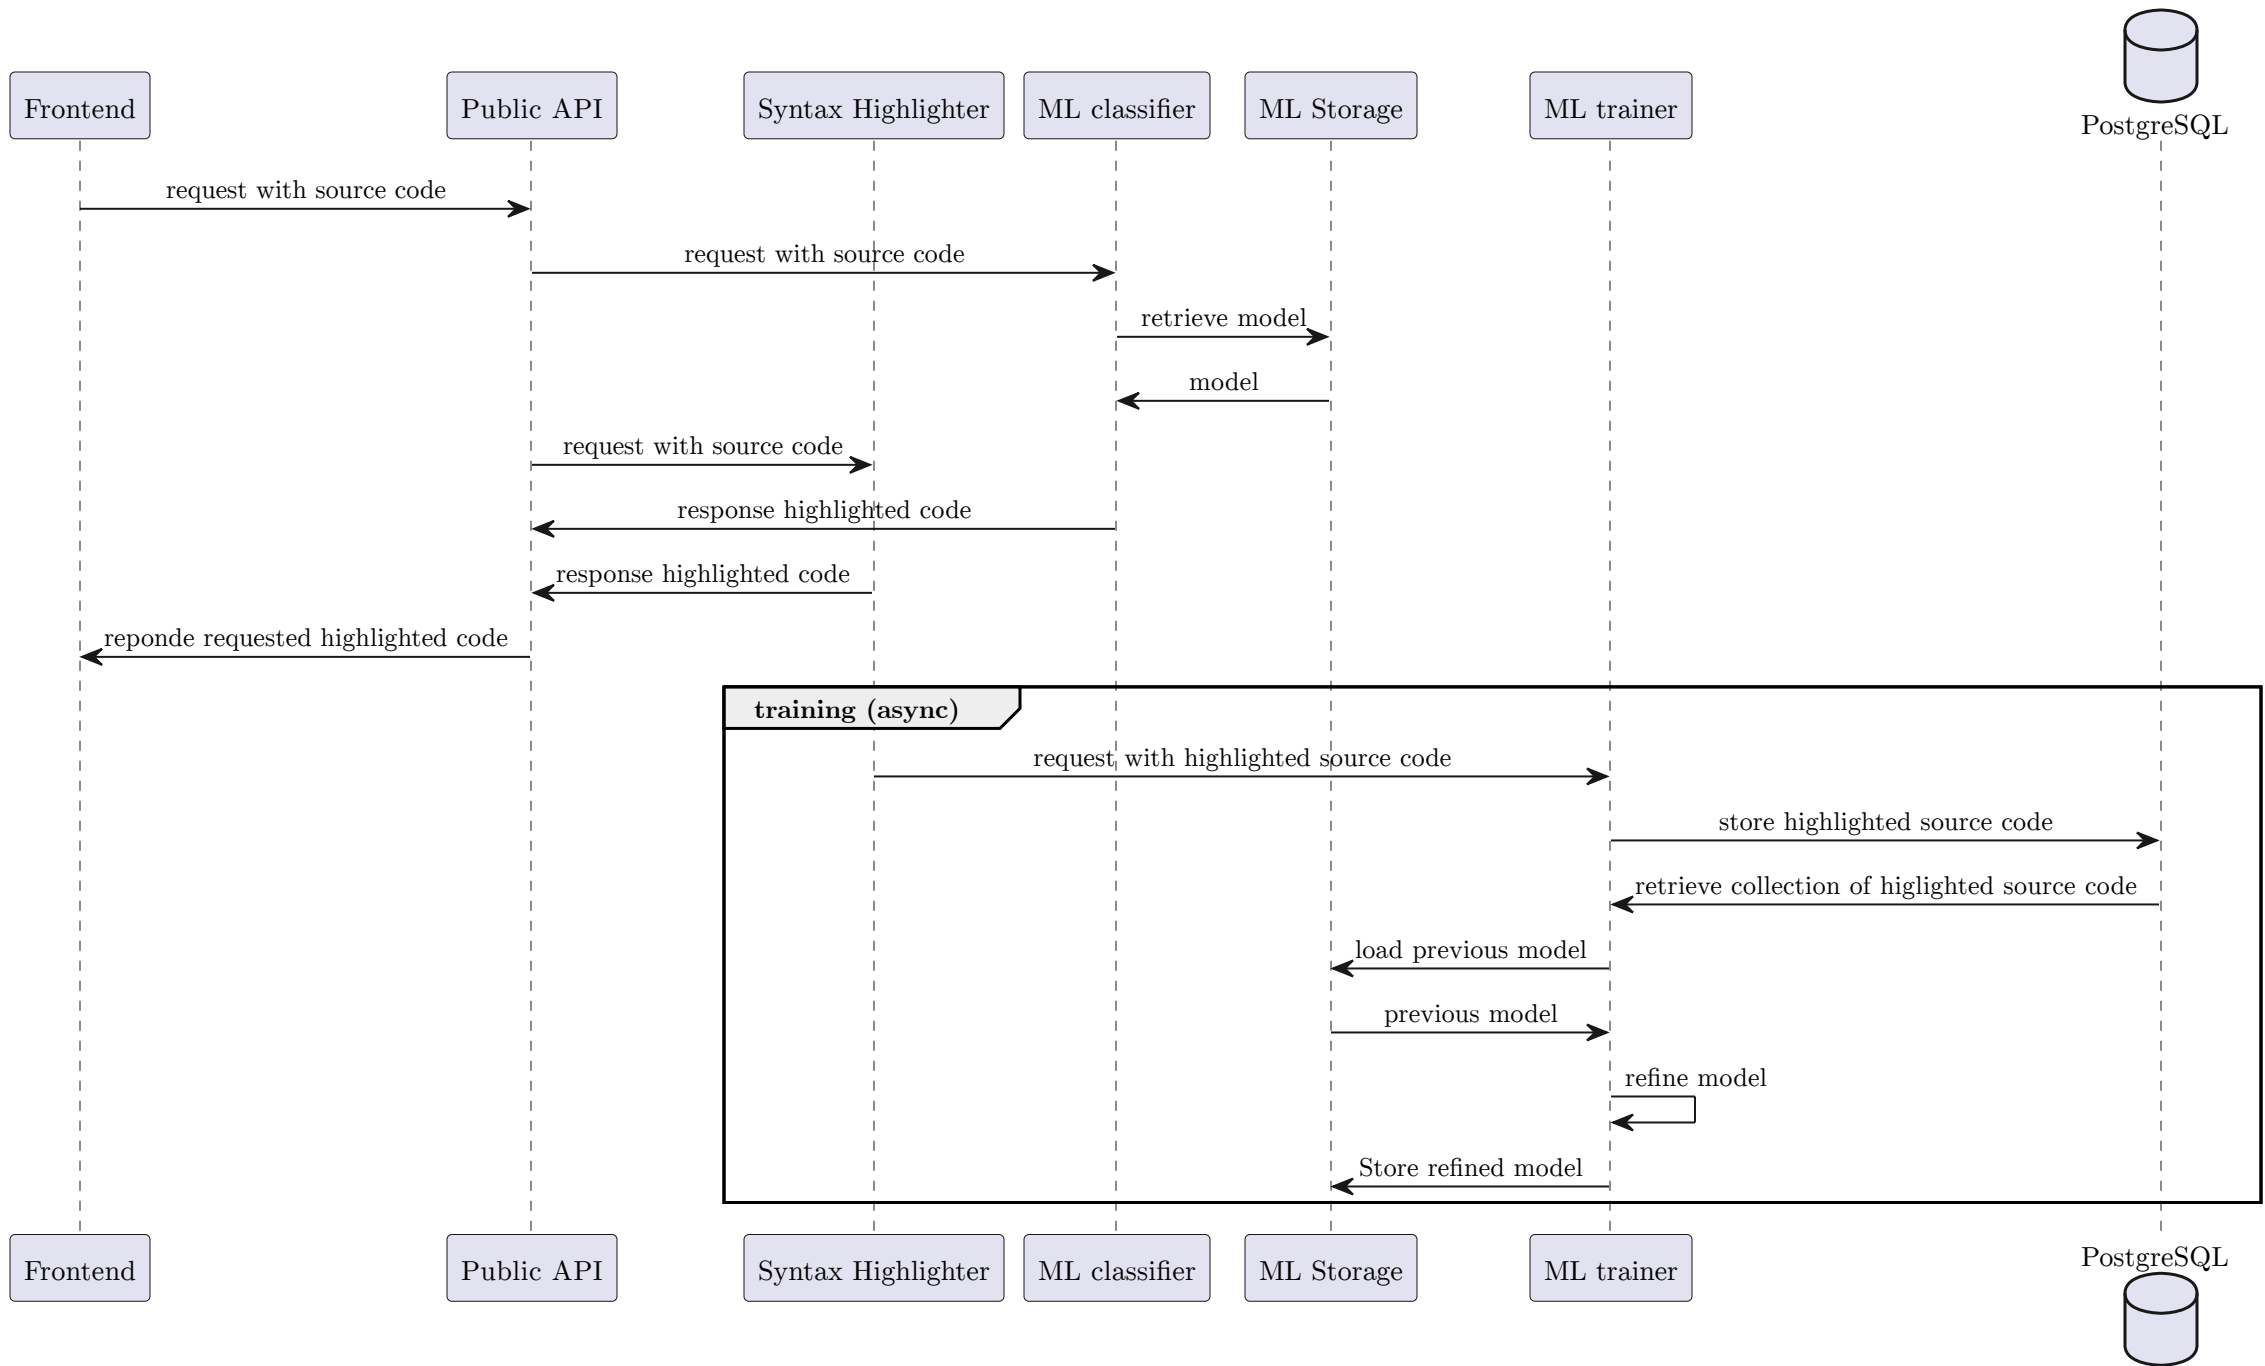 Frontend
Public API
Syntax Highlighter
ML classifier
ML Storage
ML trainer
PostgreSQL
request with source code
request with source code
retrieve model
model
request with source code
response highlighted code
response highlighted code
reponde requested highlighted code
training (async)
request with highlighted source code
store highlighted source code
retrieve collection of higlighted source code
load previous model
previous model
refine model
Store refined model
Frontend
Public API
Syntax Highlighter
ML classifier
ML Storage
ML trainer
PostgreSQL